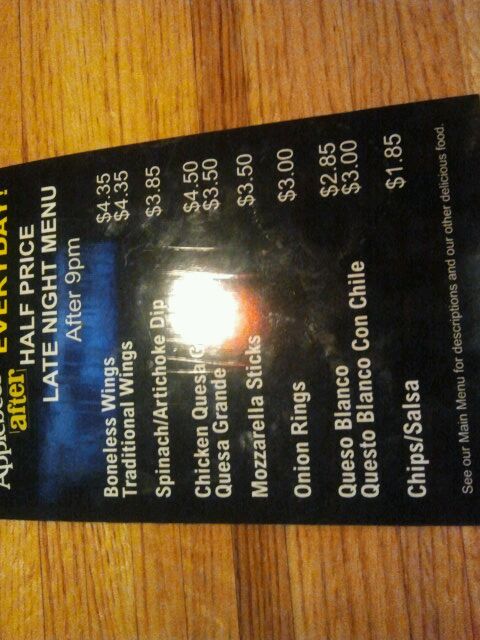 EVERYDAY!
after HALF PRICE
LATE NIGHT MENU
After 9pm
Boneless Wings $4.35
Traditional Wings $4.35
Spinach/Artichoke Dip $3.85
Chicken Quesa $4.50
Quesa Grande $3.50
Mozzarella Sticks $3.50
Onion Rings $3.00
Queso Blanco $2.85
Questo Blanco Con Chile $3.00
Chips/Salsa $1.85
See our Main Menu for descriptions and our other delicious food.